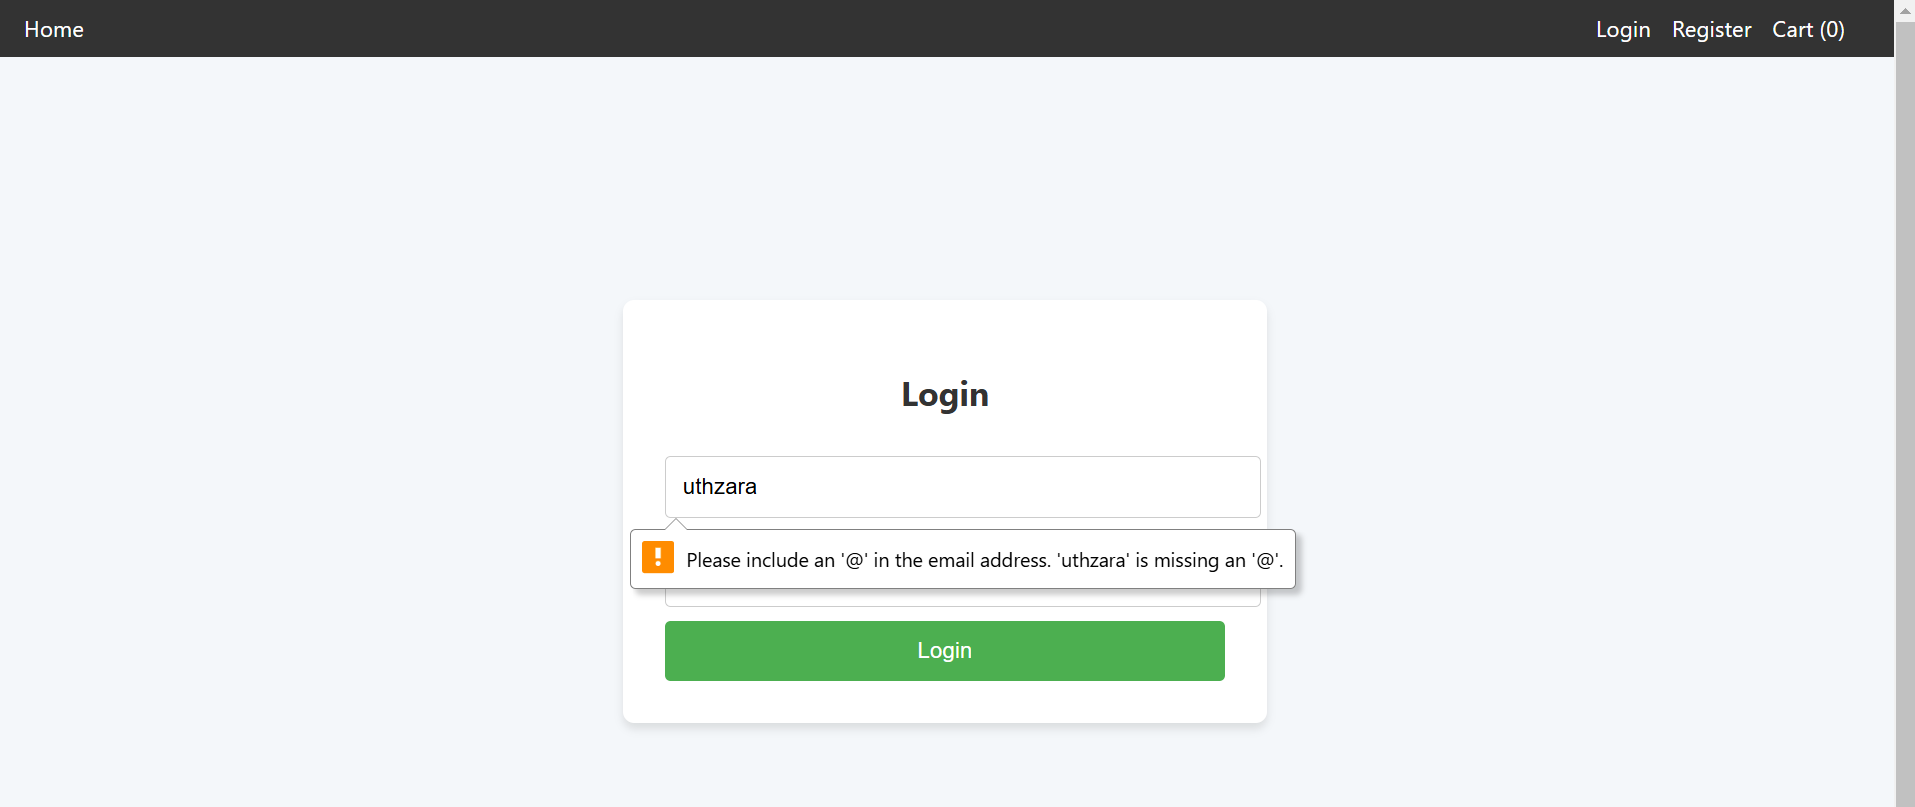 Home Login Register Cart (0)
Login
uthzara
Please include an '@' in the email address. 'uthzara' is missing an '@'.
Login